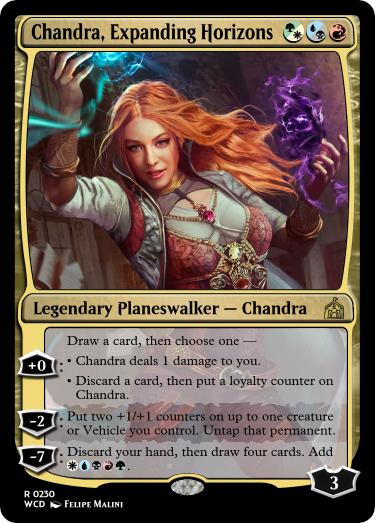 Chandra, Expanding Horizons
Legendary Planeswalker — Chandra
Draw a card, then choose one —
+0: • Chandra deals 1 damage to you.
• Discard a card, then put a loyalty counter on
Chandra.
-2: Put two +1/+1 counters on up to one creature
or Vehicle you control. Untap that permanent.
-7: Discard your hand, then draw four cards. Add
.
3
R 0230
WCD Felipe Malini